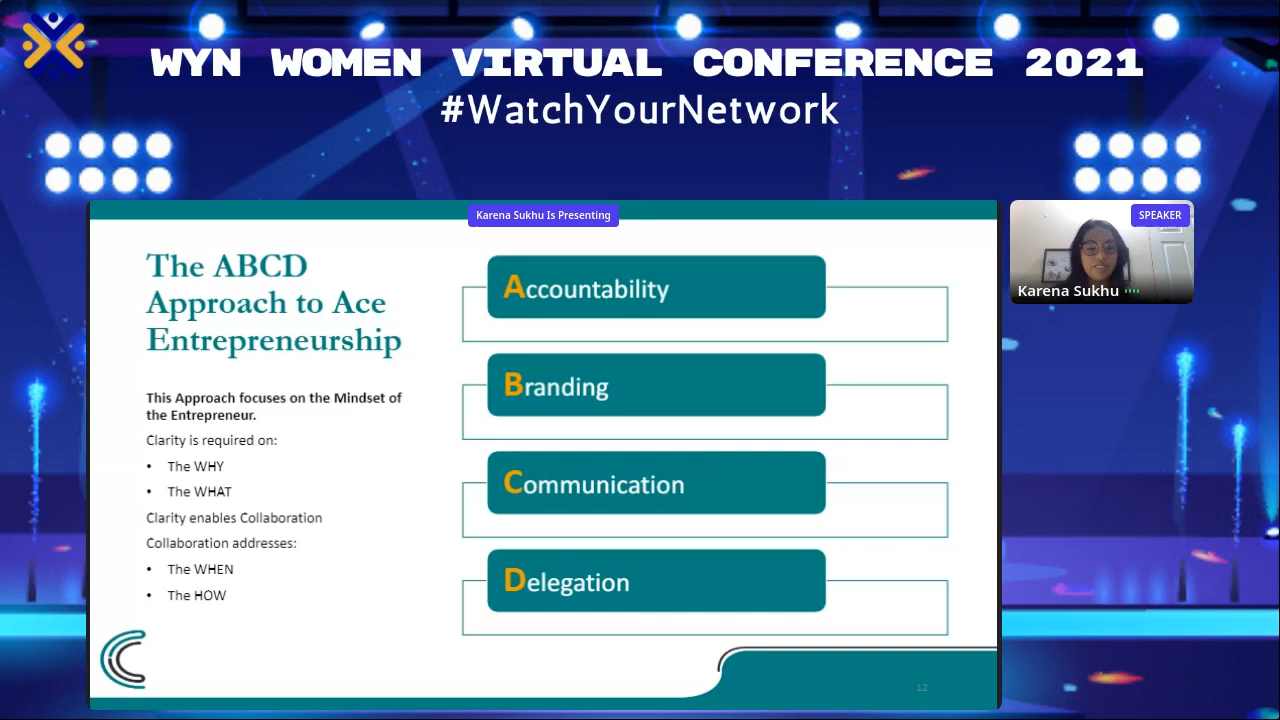 WYN WOMEN VIRTUAL CONFERENCE 2021
#WatchYourNetwork
Karena Sukhu Is Presenting
SPEAKER
Karena Sukhu
The ABCD
Approach to Ace
Entrepreneurship
This Approach focuses on the Mindset of
the Entrepreneur.
Clarity is required on:
• The WHY
• The WHAT
Clarity enables Collaboration
Collaboration addresses:
• The WHEN
• The HOW
Accountability
Branding
Communication
Delegation
12